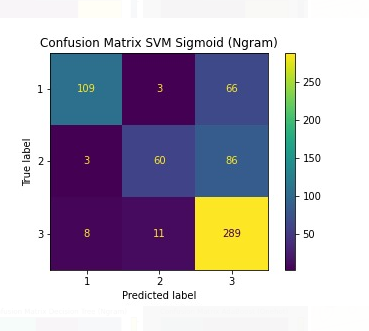 Confusion Matrix SVM Sigmoid (Ngram)
1 109 3 66
2 3 60 86
3 8 11 289
1 2 3
True label
Predicted label
250
200
150
100
50